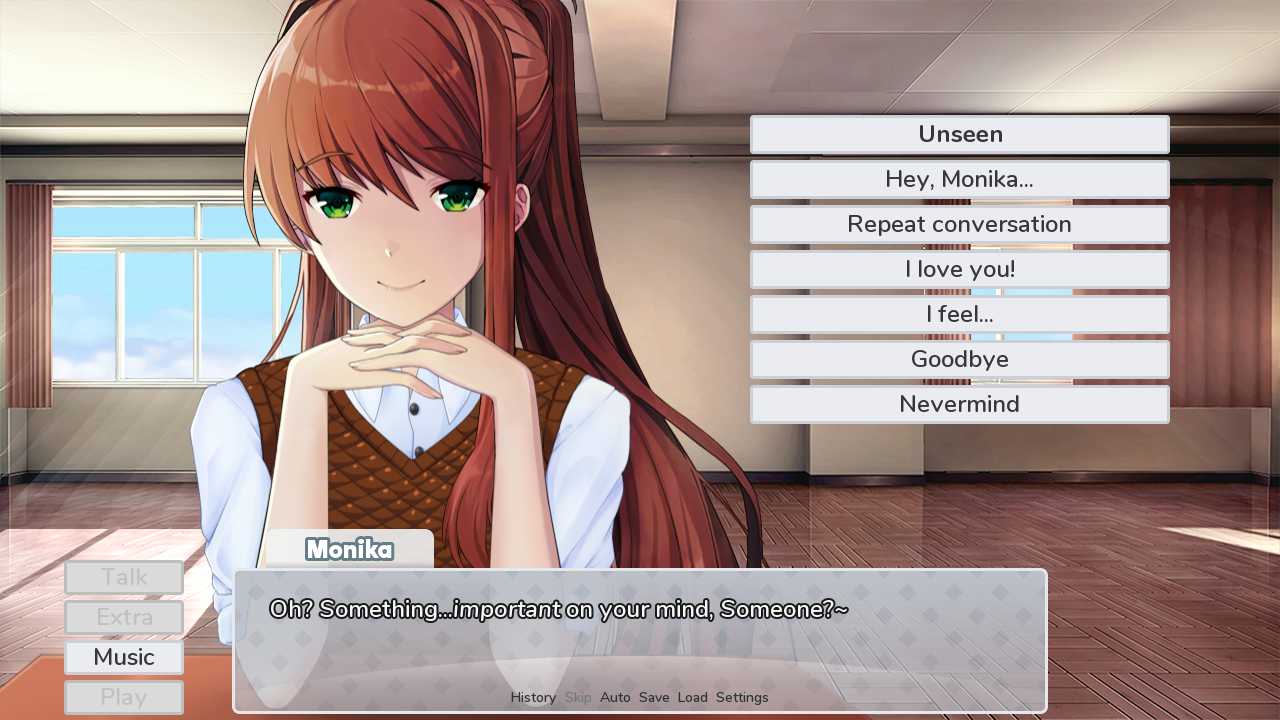 Unseen
Hey, Monika...
Repeat conversation
I love you!
I feel...
Goodbye
Nevermind
Monika
Oh? Something...important on your mind, Someone?~
Talk
Extra
Music
Play
History Skip Auto Save Load Settings